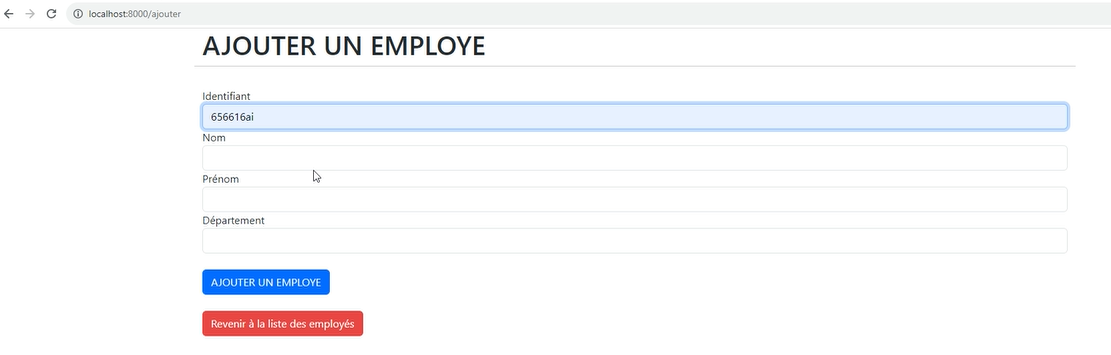 localhost:8000/ajouter
AJOUTER UN EMPLOYE
Identifiant
656616ai
Nom
Prénom
Département
AJOUTER UN EMPLOYE
Revenir à la liste des employés